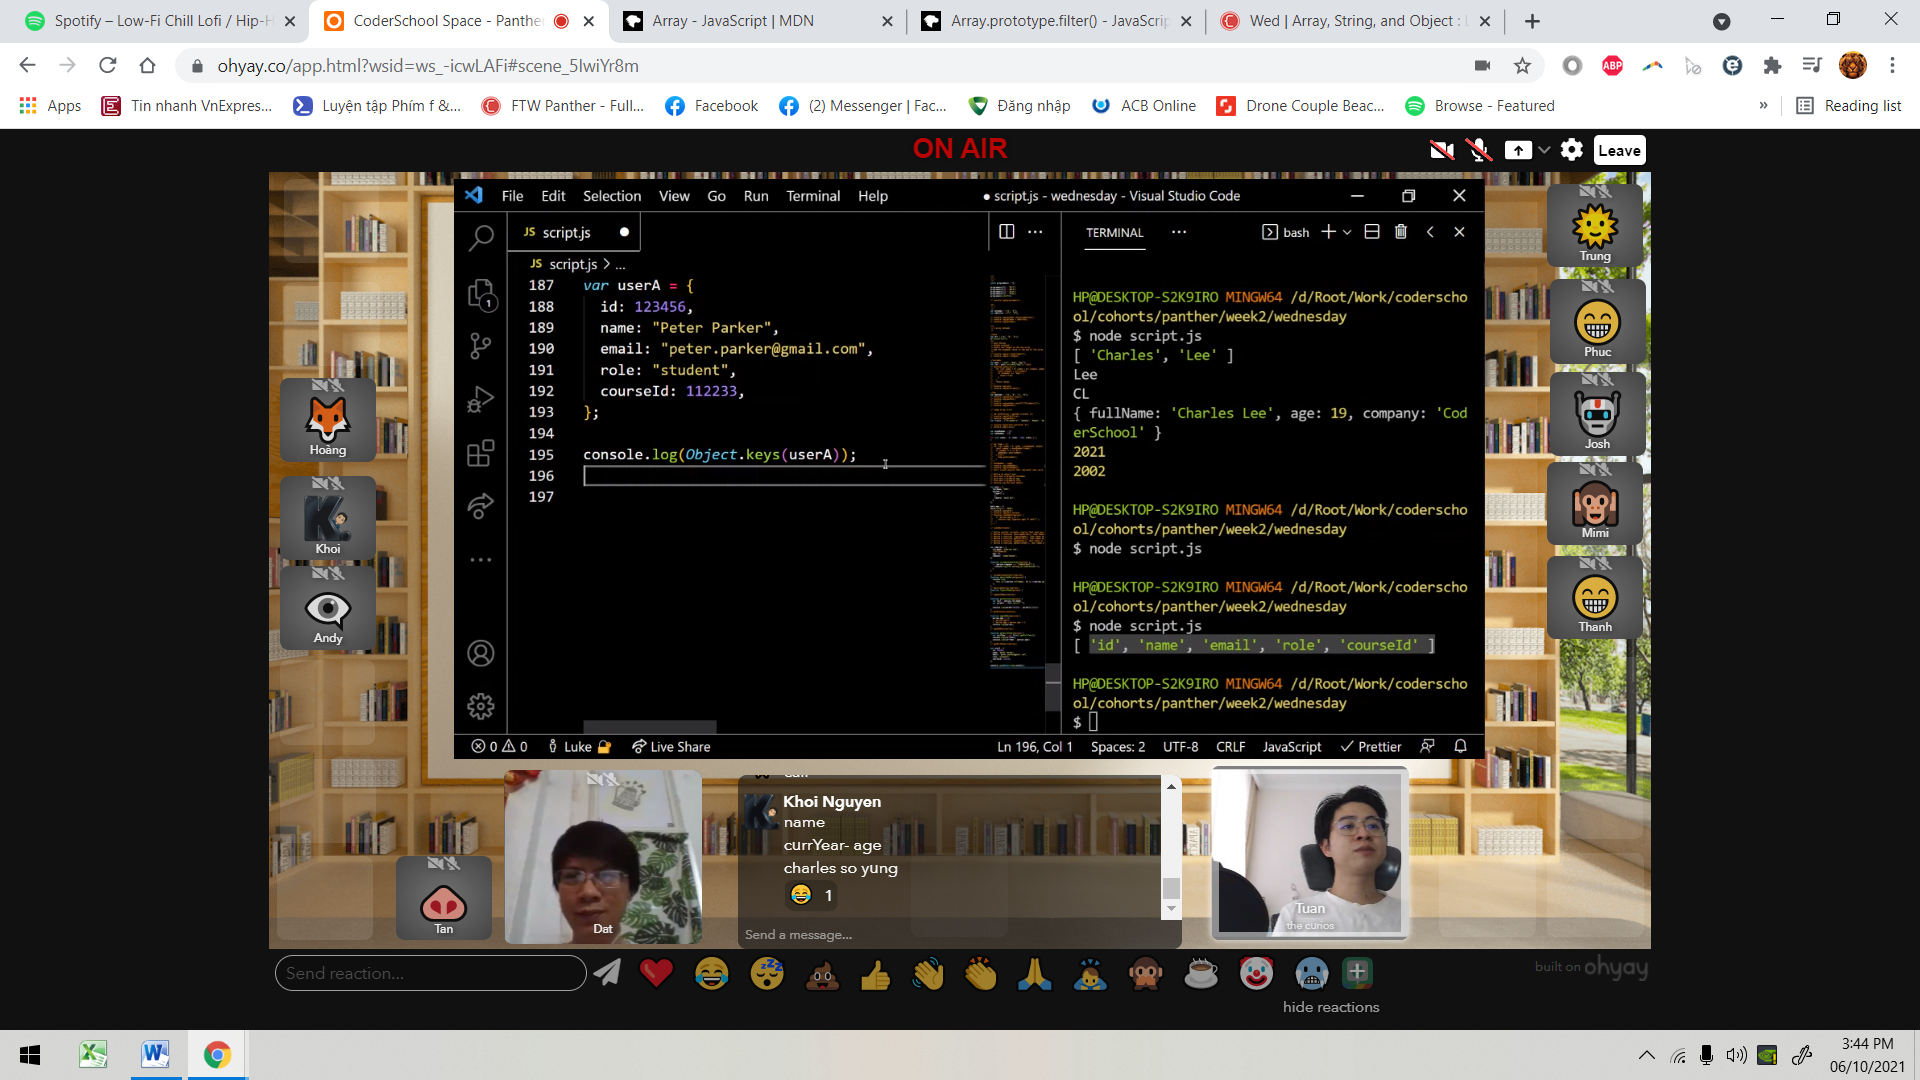 Spotify – Low-Fi Chill Lofi / Hip-H
CoderSchool Space - Panthe
Array - JavaScript | MDN
Array.prototype.filter() - JavaScrip
Wed | Array, String, and Object :
ohyay.co/app.html?wsid=ws_-icwLAFi#scene_5IwiYr8m
ABP
Apps
Tin nhanh VnExpres...
Luyện tập Phím f &...
FTW Panther - Full...
Facebook
(2) Messenger | Fac...
Đăng nhập
ACB Online
Drone Couple Beac...
Browse - Featured
»
Reading list
ON AIR
Leave
File Edit Selection View Go Run Terminal Help
● script.js - wednesday - Visual Studio Code
JS script.js
TERMINAL
bash
JS script.js > ...
187 var userA = {
188 id: 123456,
189 name: "Peter Parker",
190 email: "peter.parker@gmail.com",
191 role: "student",
192 courseId: 112233,
193 };
194
195 console.log(Object.keys(userA));
196
197
1
HP@DESKTOP-S2K9IRO MINGW64 /d/Root/Work/coderscho
ol/cohorts/panther/week2/wednesday
$ node script.js
[ 'Charles', 'Lee' ]
Lee
CL
{ fullName: 'Charles Lee', age: 19, company: 'Cod
erSchool' }
2021
2002
HP@DESKTOP-S2K9IRO MINGW64 /d/Root/Work/coderscho
ol/cohorts/panther/week2/wednesday
$ node script.js
HP@DESKTOP-S2K9IRO MINGW64 /d/Root/Work/coderscho
ol/cohorts/panther/week2/wednesday
$ node script.js
[ 'id', 'name', 'email', 'role', 'courseId' ]
HP@DESKTOP-S2K9IRO MINGW64 /d/Root/Work/coderscho
ol/cohorts/panther/week2/wednesday
$
0 0 Luke Live Share
Ln 196, Col 1 Spaces: 2 UTF-8 CRLF JavaScript Prettier
Hoàng
Khoi
Andy
Trung
Phuc
Josh
Mimi
Thanh
Tan
Dat
Khoi Nguyen
name
currYear- age
charles so yung
1
Send a message...
Tuan
the curios
Send reaction...
hide reactions
built on ohyay
3:44 PM
06/10/2021